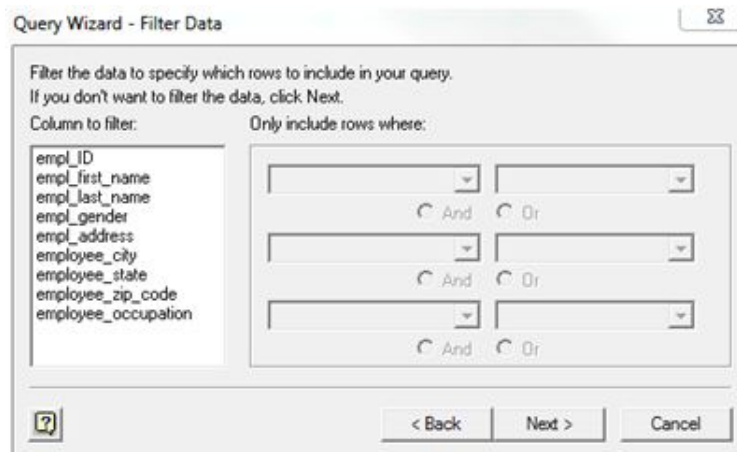 Query Wizard - Filter Data
Filter the data to specify which rows to include in your query.
If you don't want to filter the data, click Next.
Column to filter: Only include rows where:
empl_ID
empl_first_name
empl_last_name
empl_gender
empl_address
employee_city
employee_state
employee_zip_code
employee_occupation
And Or
And Or
And Or
? < Back Next > Cancel